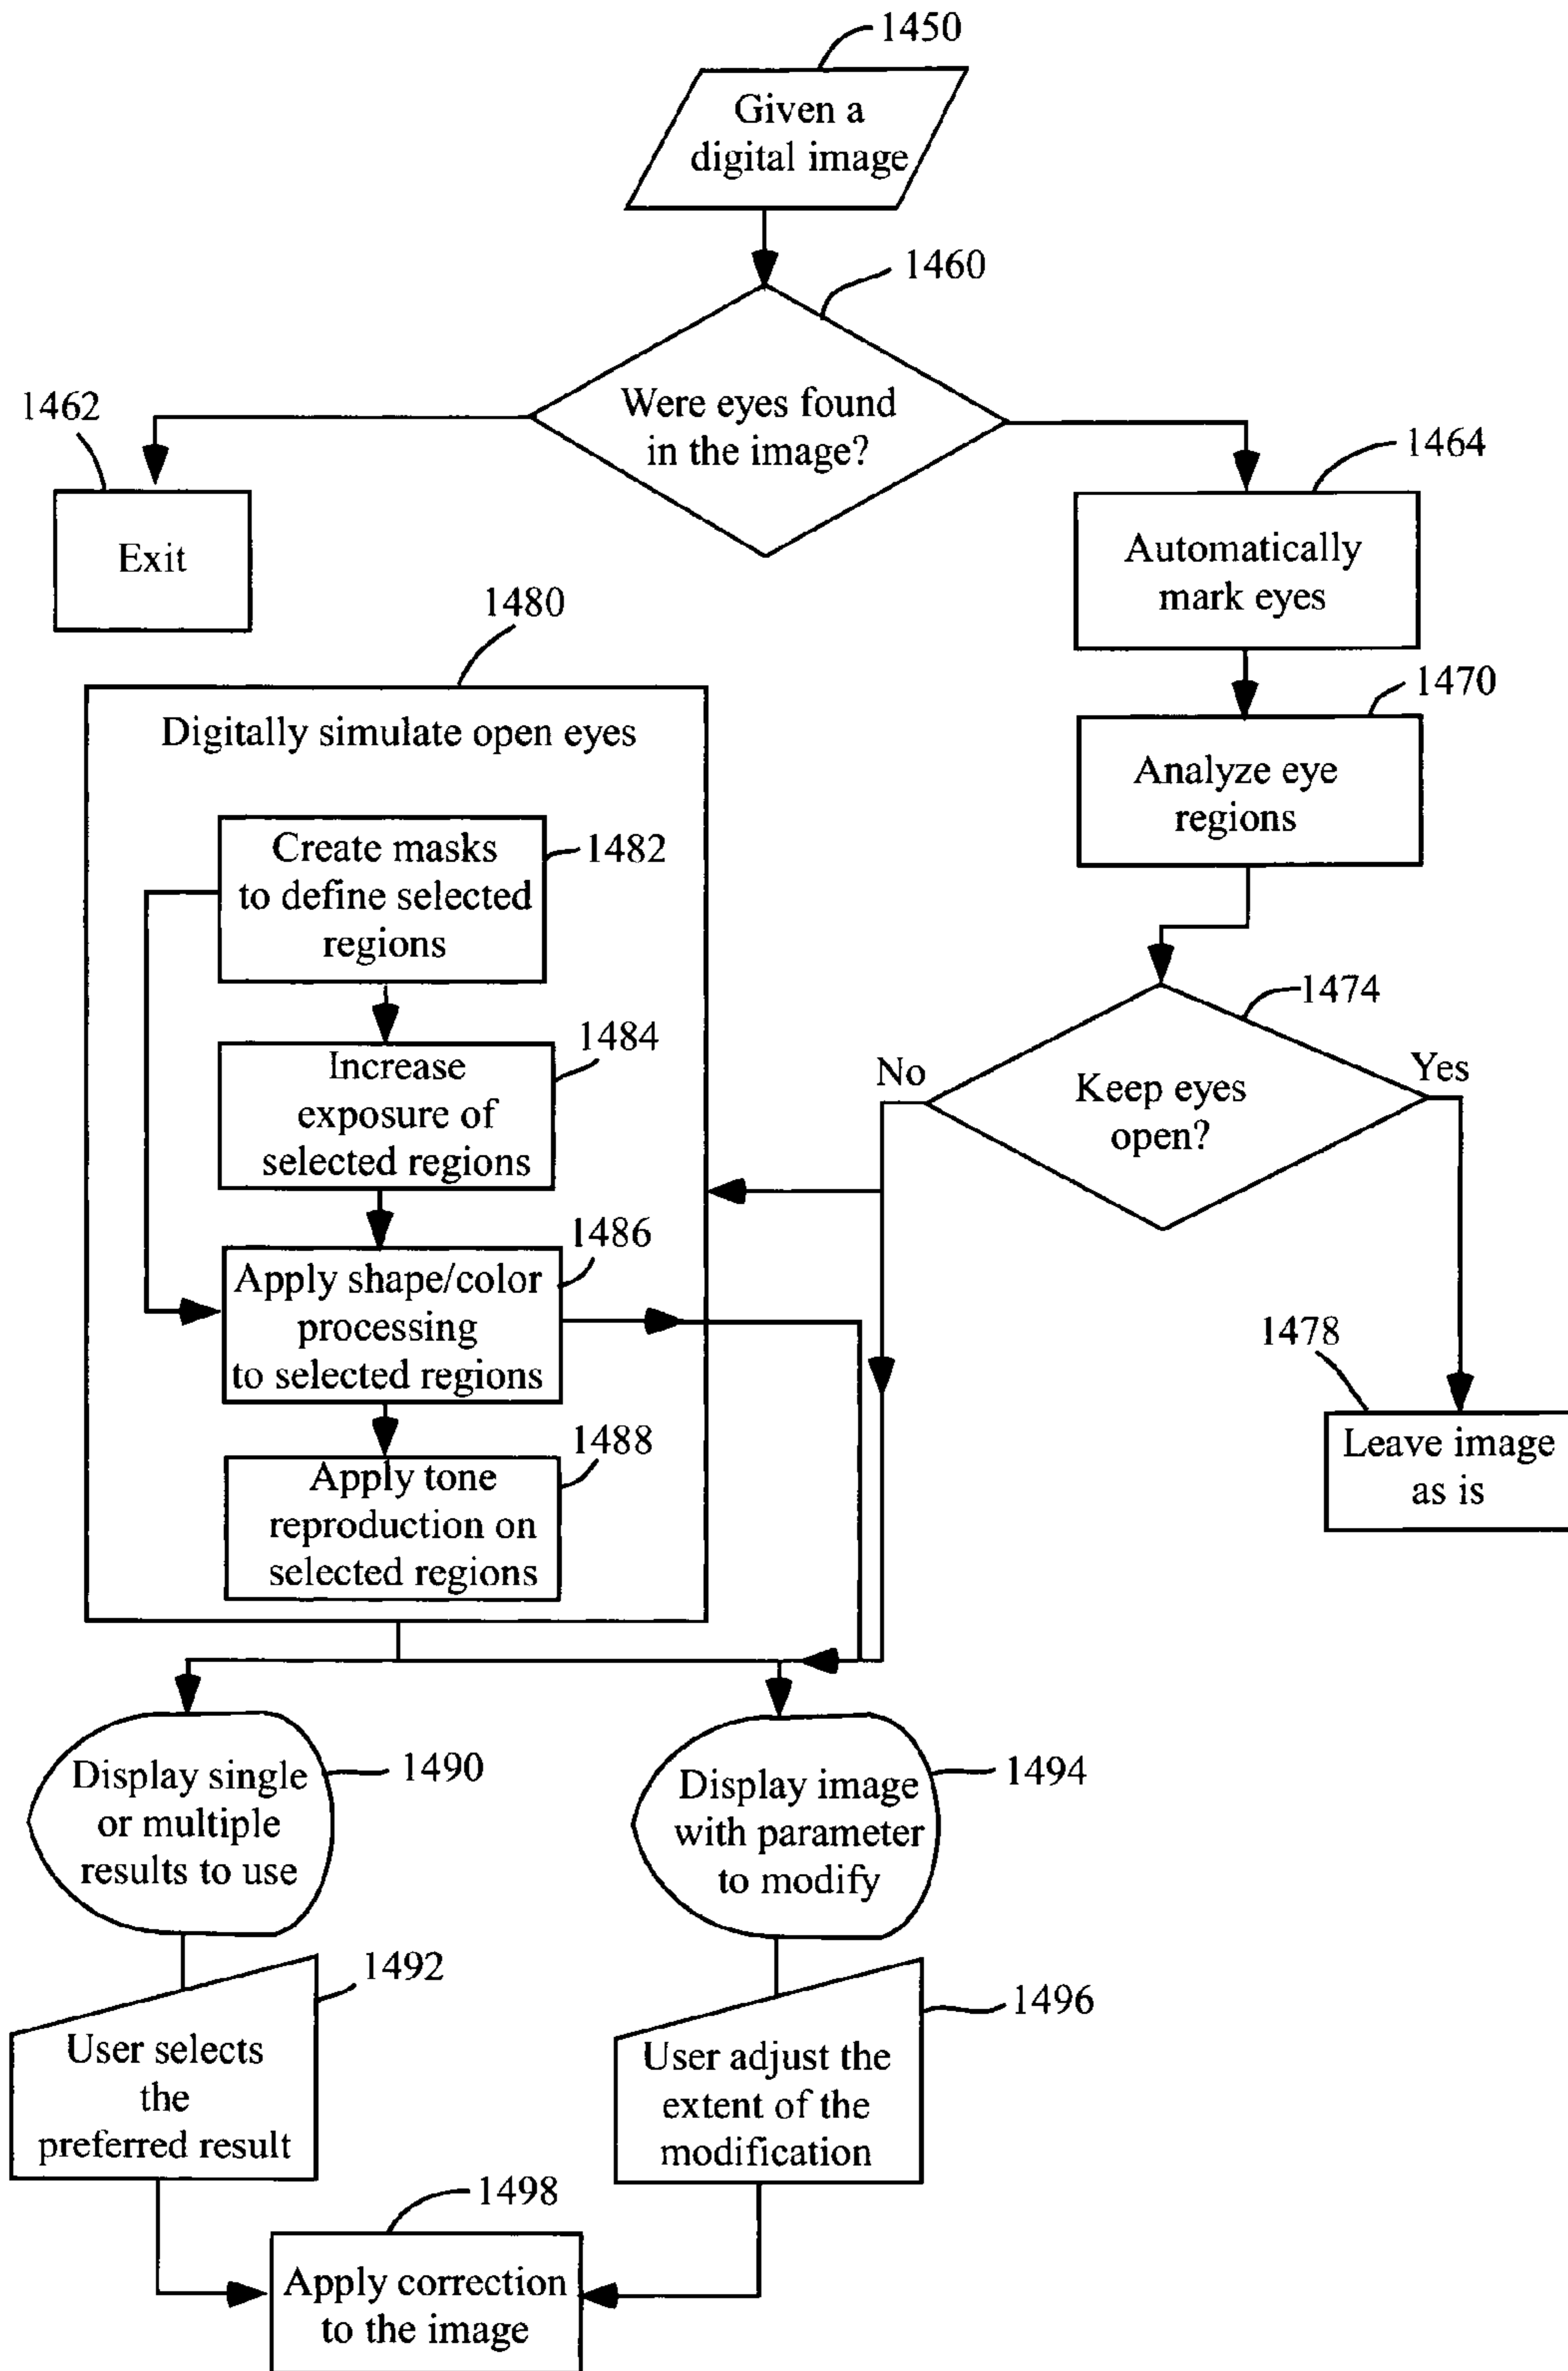 1450
Given a
digital image
1460
Were eyes found
in the image?
1462
Exit
1464
Automatically
mark eyes
1470
Analyze eye
regions
1474
Keep eyes
open?
No
Yes
1478
Leave image
as is
1480
Digitally simulate open eyes
Create masks
to define selected
regions
1482
Increase
exposure of
selected regions
1484
Apply shape/color
processing
to selected regions
1486
Apply tone
reproduction on
selected regions
1488
Display single
or multiple
results to use
1490
Display image
with parameter
to modify
1494
User selects
the
preferred result
1492
User adjust the
extent of the
modification
1496
1498
Apply correction
to the image